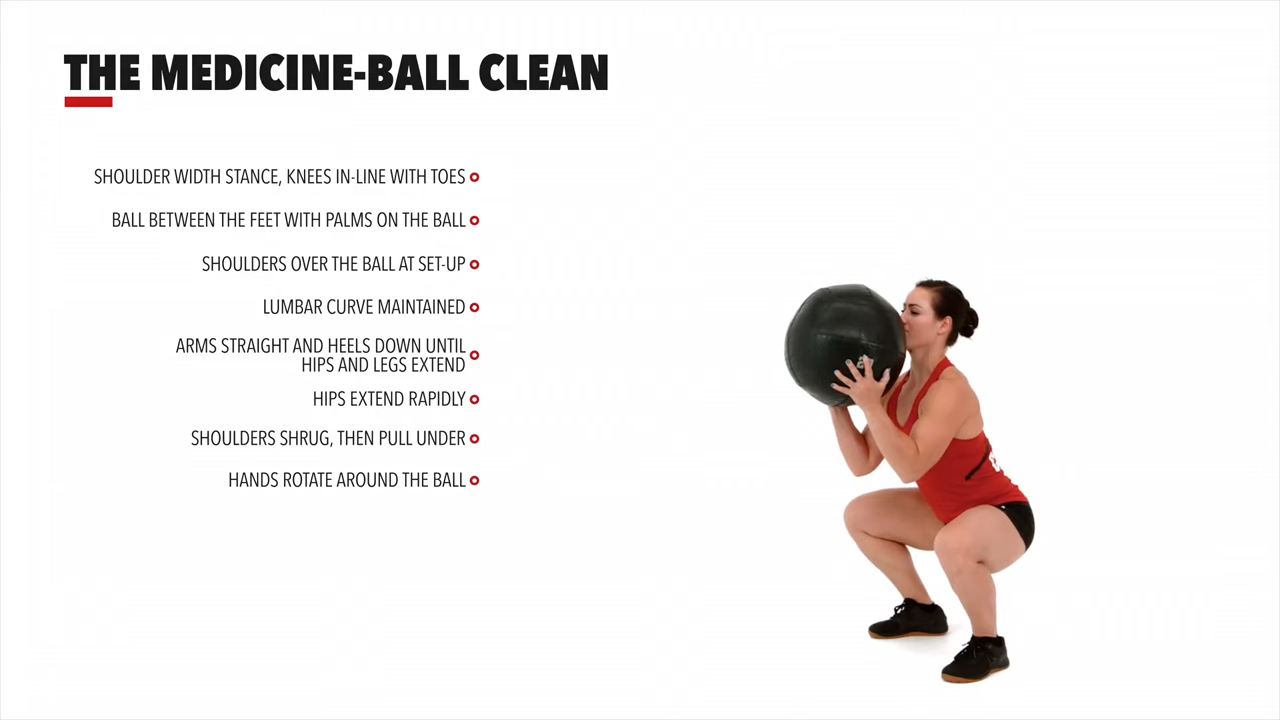 THE MEDICINE-BALL CLEAN
SHOULDER WIDTH STANCE, KNEES IN-LINE WITH TOES
BALL BETWEEN THE FEET WITH PALMS ON THE BALL
SHOULDERS OVER THE BALL AT SET-UP
LUMBAR CURVE MAINTAINED
ARMS STRAIGHT AND HEELS DOWN UNTIL
HIPS AND LEGS EXTEND
HIPS EXTEND RAPIDLY
SHOULDERS SHRUG, THEN PULL UNDER
HANDS ROTATE AROUND THE BALL